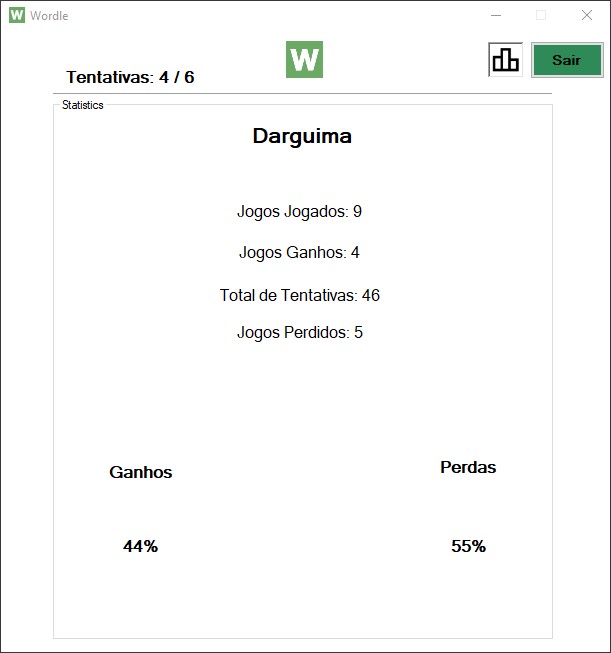 W Wordle
W
Tentativas: 4 / 6
Sair
Statistics
Darguima
Jogos Jogados: 9
Jogos Ganhos: 4
Total de Tentativas: 46
Jogos Perdidos: 5
Ganhos
Perdas
44%
55%